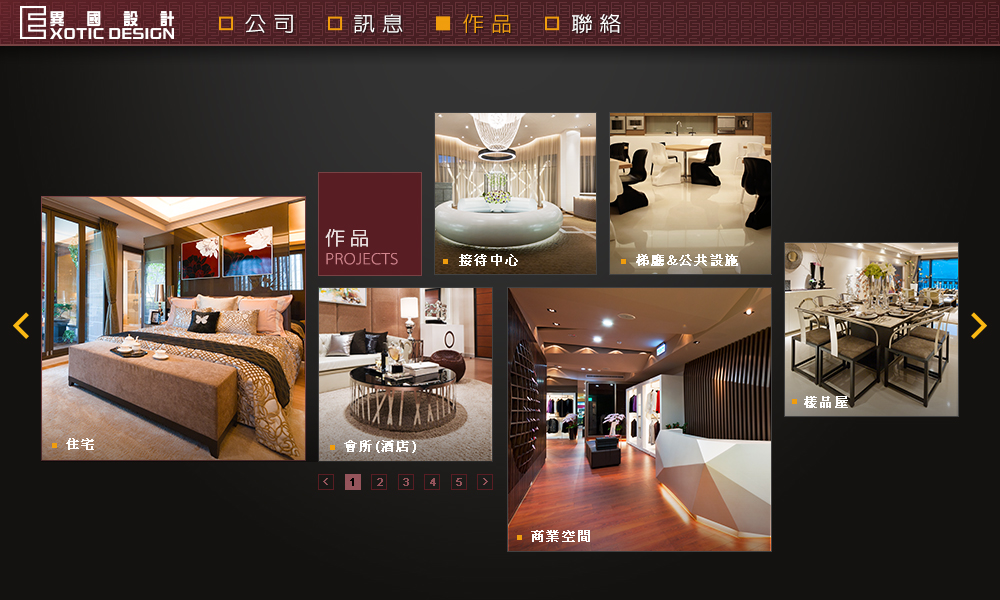 異國設計
EXOTIC DESIGN
公司
訊息
作品
聯絡
作品
PROJECTS
接待中心
梯廳&公共設施
住宅
會所(酒店)
樣品屋
商業空間
< 1 2 3 4 5 >